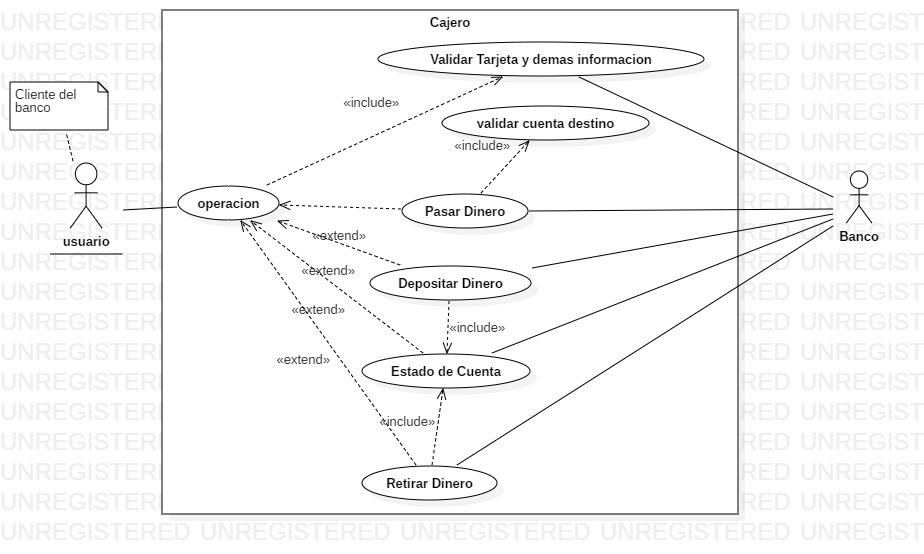 Cajero
Validar Tarjeta y demas informacion
Cliente del
banco
«include»
validar cuenta destino
«include»
operacion
Pasar Dinero
usuario
Banco
«extend»
«extend»
Depositar Dinero
«extend»
«include»
«extend»
Estado de Cuenta
«include»
Retirar Dinero
UNREGISTERED UNREGISTERED UNREGISTERED UNREGISTERED UNREGIST